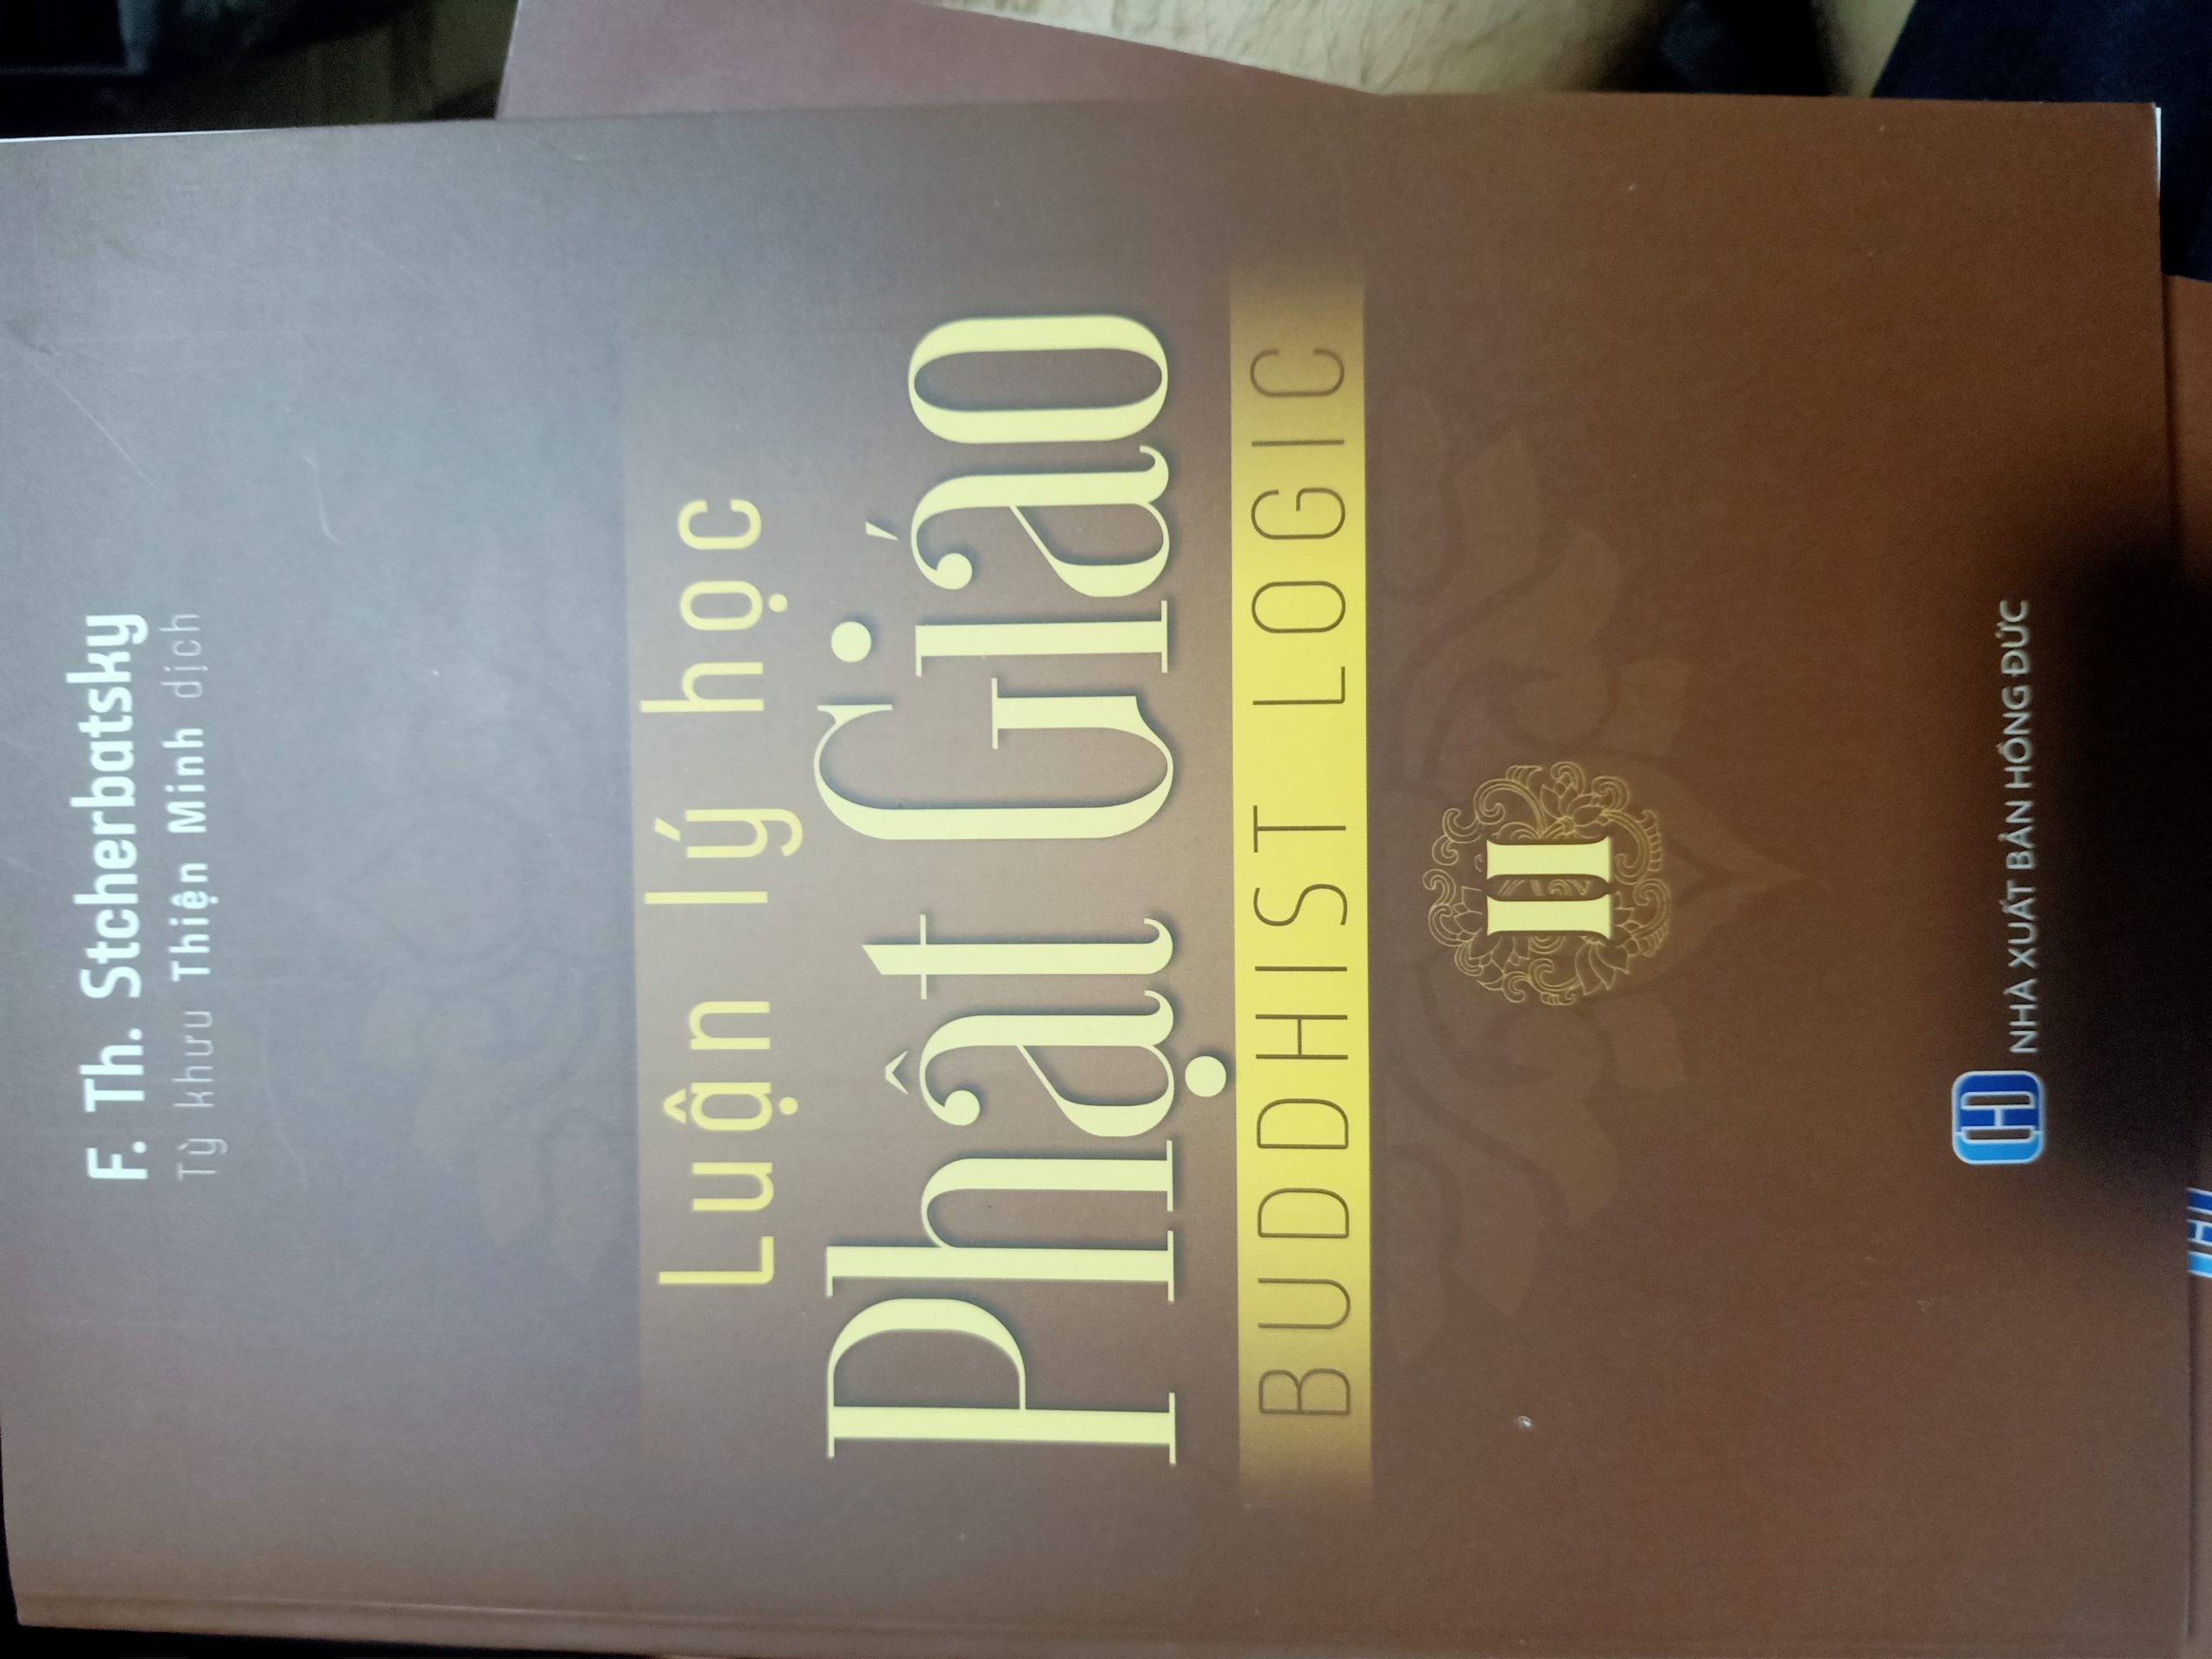 F. Th. Stcherbatsky
Tỳ khưu Thiện Minh dịch
Luận lý học
Phật Giáo
BUDDHIST LOGIC
II
NHÀ XUẤT BẢN HỒNG ĐỨC